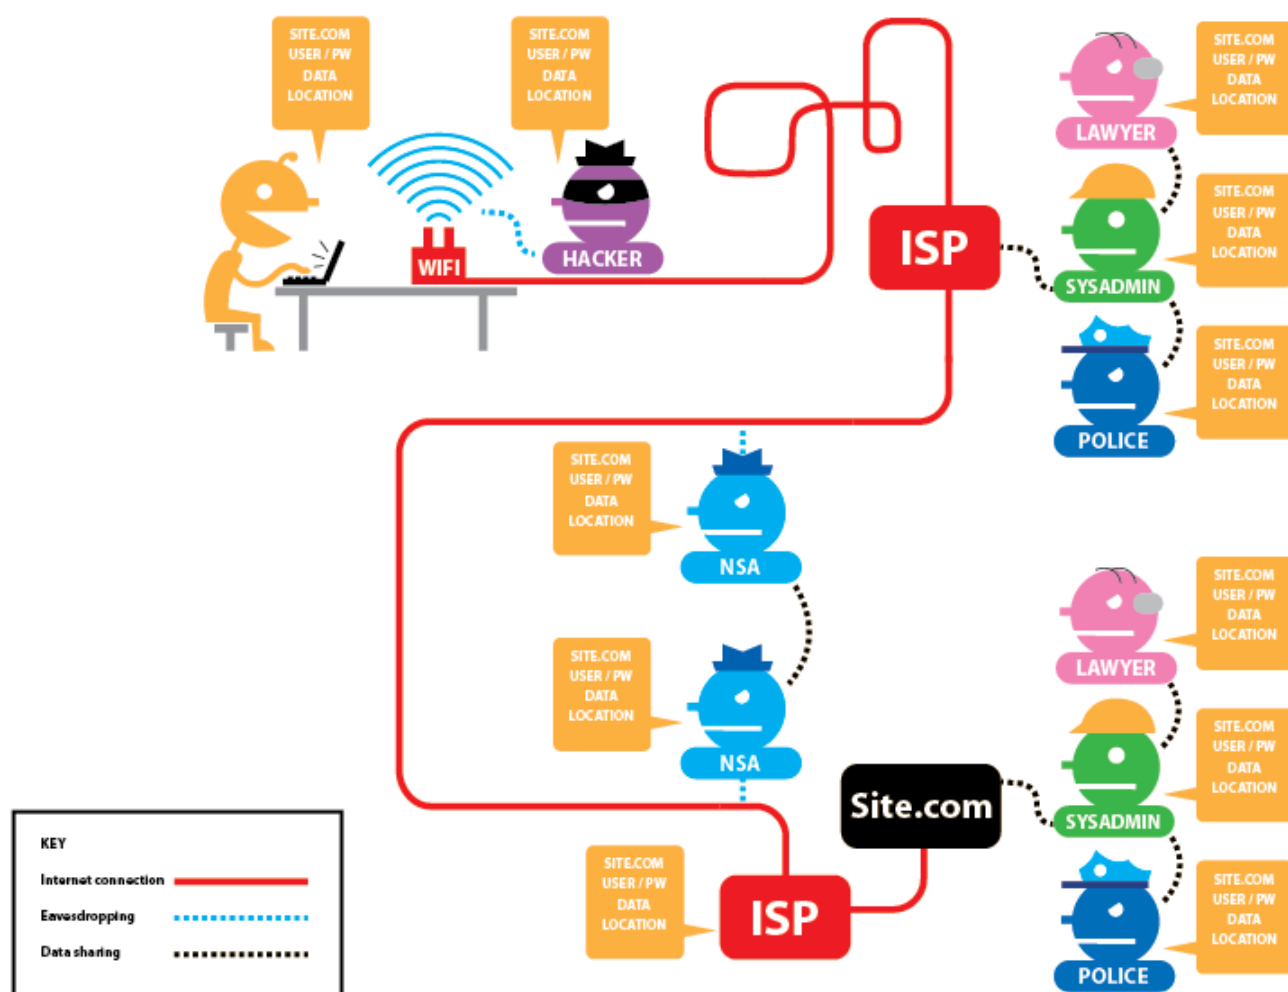 SITE.COM
USER / PW
DATA
LOCATION
SITE.COM
USER / PW
DATA
LOCATION
WIFI
HACKER
ISP
SITE.COM
USER / PW
DATA
LOCATION
LAWYER
SITE.COM
USER / PW
DATA
LOCATION
SYSADMIN
SITE.COM
USER / PW
DATA
LOCATION
POLICE
SITE.COM
USER / PW
DATA
LOCATION
NSA
SITE.COM
USER / PW
DATA
LOCATION
NSA
SITE.COM
USER / PW
DATA
LOCATION
LAWYER
SITE.COM
USER / PW
DATA
LOCATION
SYSADMIN
SITE.COM
USER / PW
DATA
LOCATION
POLICE
Site.com
SITE.COM
USER / PW
DATA
LOCATION
ISP
KEY
Internet connection
Eavesdropping
Data sharing